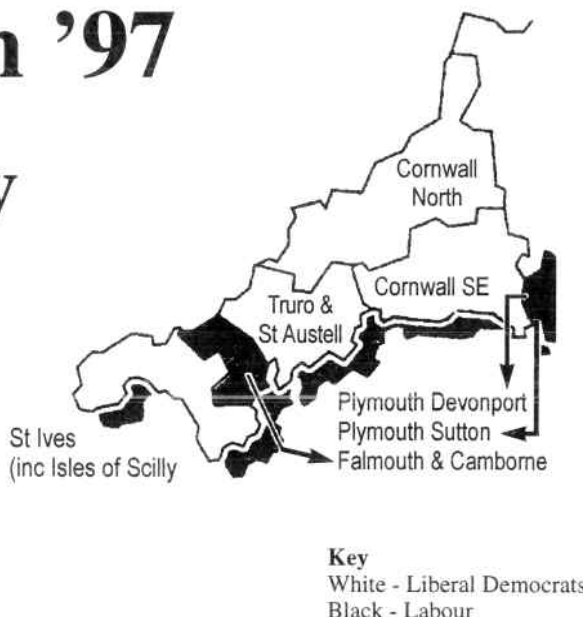 n ’97
y
Cornwall
North
Cornwall SE
Truro &
St Austell
Plymouth Devonport
Plymouth Sutton
Falmouth & Camborne
St Ives
(inc Isles of Scilly
Key
White - Liberal Democrats
Black - Labour